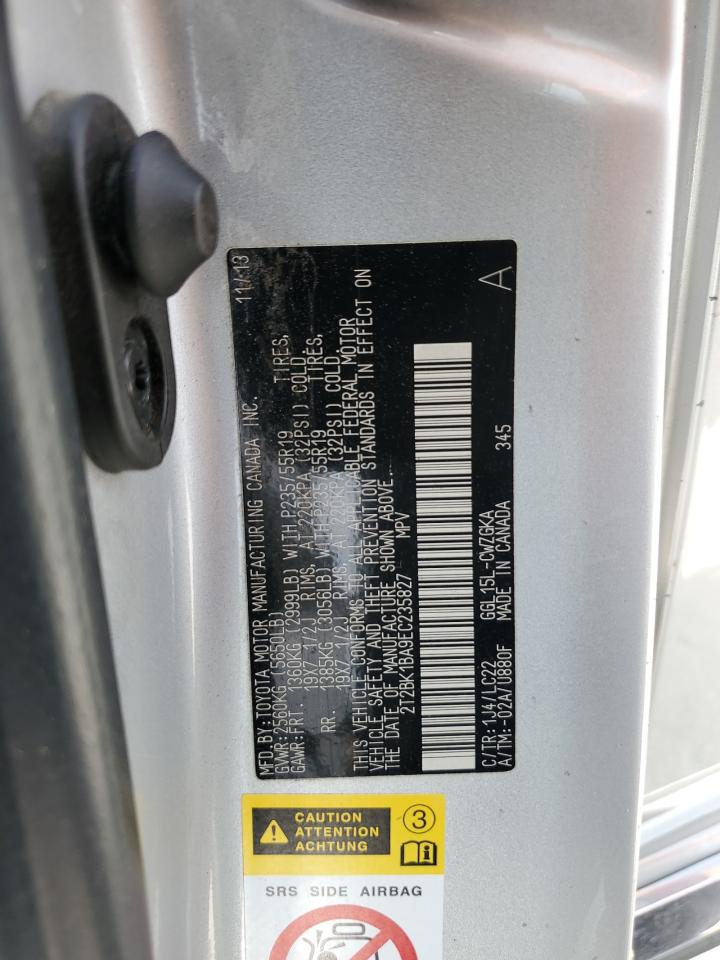 MFD.BY:TOYOTA MOTOR MANUFACTURING CANADA INC. 11/13
GVWR:2560KG (5650LB)
GAWR:FRT. 1360KG (2999LB) WITH P235/55R19 TIRES,
19X7-1/2J RIMS, AT 220KPA (32PSI) COLD.
RR. 1385KG (3056LB) WITH P235/55R19 TIRES,
19X7-1/2J RIMS, AT 220KPA (32PSI) COLD.
THIS VEHICLE CONFORMS TO ALL APPLICABLE FEDERAL MOTOR
VEHICLE SAFETY AND THEFT PREVENTION STANDARDS IN EFFECT ON
THE DATE OF MANUFACTURE SHOWN ABOVE.
2T2BK1BA9EC235827 MPV
C/TR:1J4/LC22 GGL15L-CWZGKA 345 A
A/TM:-02A/U880F MADE IN CANADA
CAUTION
ATTENTION
ACHTUNG
3
SRS SIDE AIRBAG